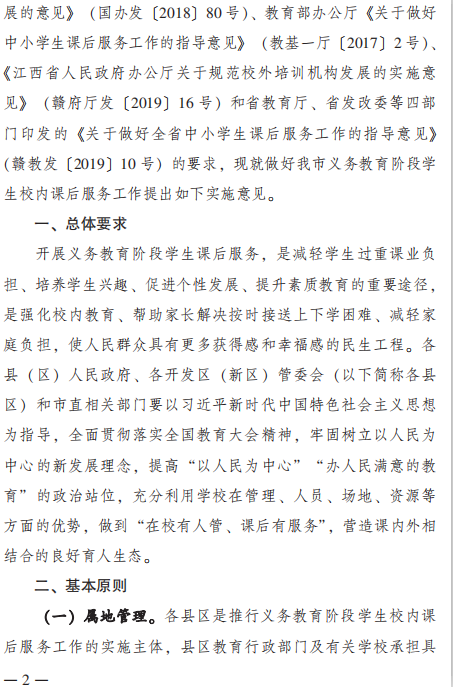 展的意见》（国办发〔2018〕80号）、教育部办公厅《关于做好
中小学生课后服务工作的指导意见》（教基一厅〔2017〕2号）、
《江西省人民政府办公厅关于规范校外培训机构发展的实施意
见》（赣府厅发〔2019〕16号）和省教育厅、省发改委等四部
门印发的《关于做好全省中小学生课后服务工作的指导意见》
（赣教发〔2019〕10号）的要求，现就做好我市义务教育阶段学
生校内课后服务工作提出如下实施意见。
一、总体要求
开展义务教育阶段学生课后服务，是减轻学生过重课业负
担、培养学生兴趣、促进个性发展、提升素质教育的重要途径，
是强化校内教育、帮助家长解决按时接送上下学困难、减轻家
庭负担，使人民群众具有更多获得感和幸福感的民生工程。各
县（区）人民政府、各开发区（新区）管委会（以下简称各县
区）和市直相关部门要以习近平新时代中国特色社会主义思想
为指导，全面贯彻落实全国教育大会精神，牢固树立以人民为
中心的新发展理念，提高“以人民为中心”“办人民满意的教
育”的政治站位，充分利用学校在管理、人员、场地、资源等
方面的优势，做到“在校有人管、课后有服务”，营造课内外相
结合的良好育人生态。
二、基本原则
（一）属地管理。各县区是推行义务教育阶段学生校内课
后服务工作的实施主体，县区教育行政部门及有关学校承担具
— 2 —